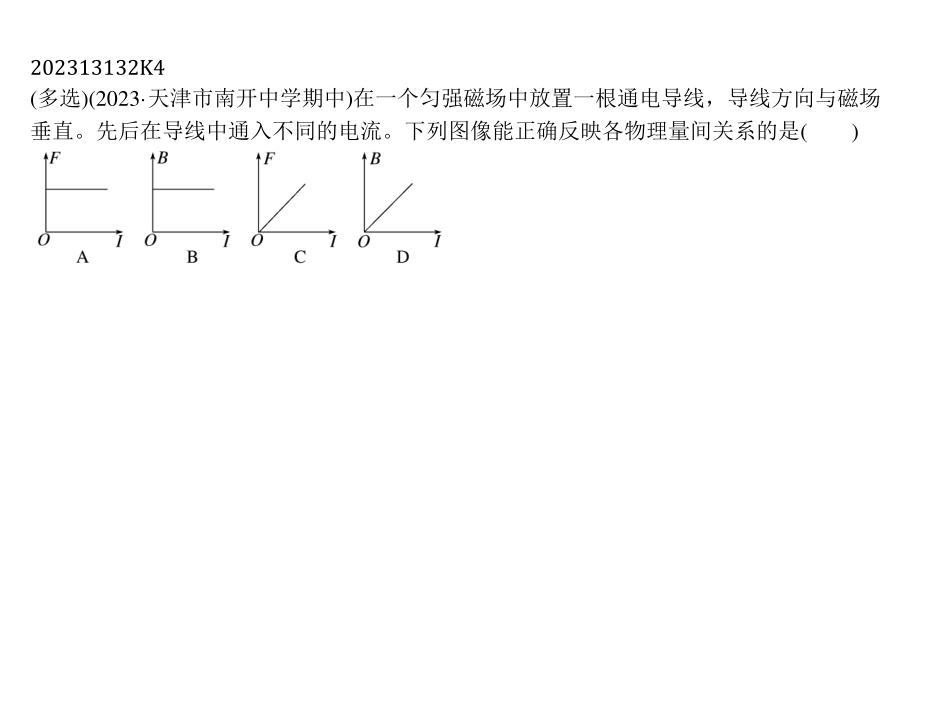 202313132K4
(多选)(2023·天津市南开中学期中)在一个匀强磁场中放置一根通电导线，导线方向与磁场
垂直。先后在导线中通入不同的电流。下列图像能正确反映各物理量间关系的是(　　)
F B F B
O I O I O I O I
A B C D